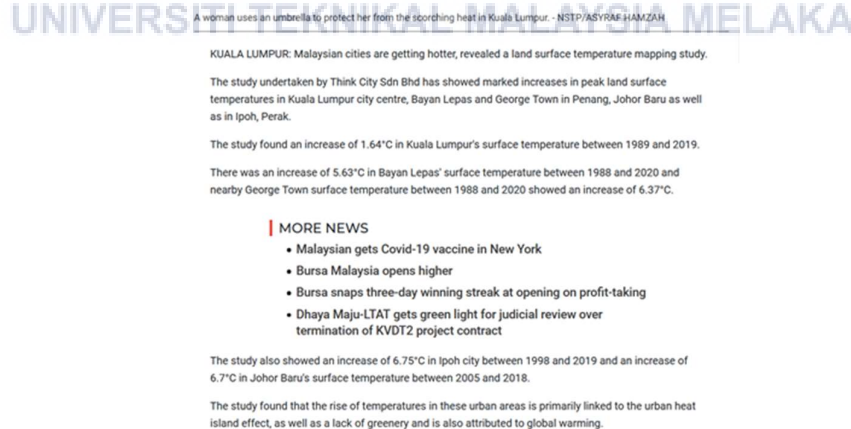 UNIVERSITI TEKNIKAL MALAYSIA MELAKA
A woman uses an umbrella to protect her from the scorching heat in Kuala Lumpur. - NSTP/ASYRAF HAMZAH
KUALA LUMPUR: Malaysian cities are getting hotter, revealed a land surface temperature mapping study.
The study undertaken by Think City Sdn Bhd has showed marked increases in peak land surface
temperatures in Kuala Lumpur city centre, Bayan Lepas and George Town in Penang, Johor Baru as well
as in Ipoh, Perak.
The study found an increase of 1.64°C in Kuala Lumpur's surface temperature between 1989 and 2019.
There was an increase of 5.63°C in Bayan Lepas' surface temperature between 1988 and 2020 and
nearby George Town surface temperature between 1988 and 2020 showed an increase of 6.37°C.
MORE NEWS
• Malaysian gets Covid-19 vaccine in New York
• Bursa Malaysia opens higher
• Bursa snaps three-day winning streak at opening on profit-taking
• Dhaya Maju-LTAT gets green light for judicial review over
termination of KVDT2 project contract
The study also showed an increase of 6.75°C in Ipoh city between 1998 and 2019 and an increase of
6.7°C in Johor Baru's surface temperature between 2005 and 2018.
The study found that the rise of temperatures in these urban areas is primarily linked to the urban heat
island effect, as well as a lack of greenery and is also attributed to global warming.